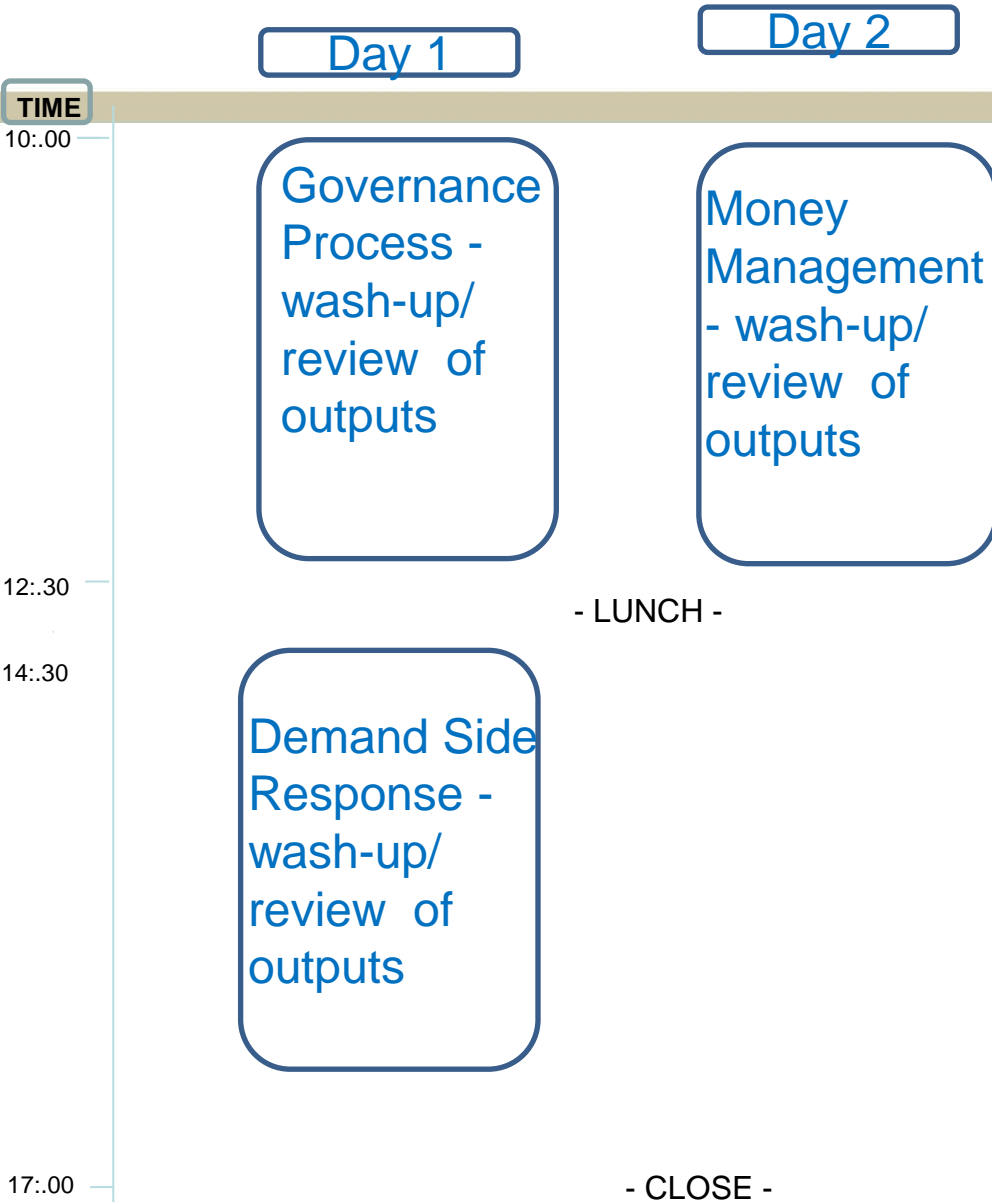 Day 1
Day 2
TIME
10:.00
Governance
Process -
wash-up/
review of
outputs
Money
Management
- wash-up/
review of
outputs
12:.30
- LUNCH -
14:.30
Demand Side
Response -
wash-up/
review of
outputs
17:.00
- CLOSE -